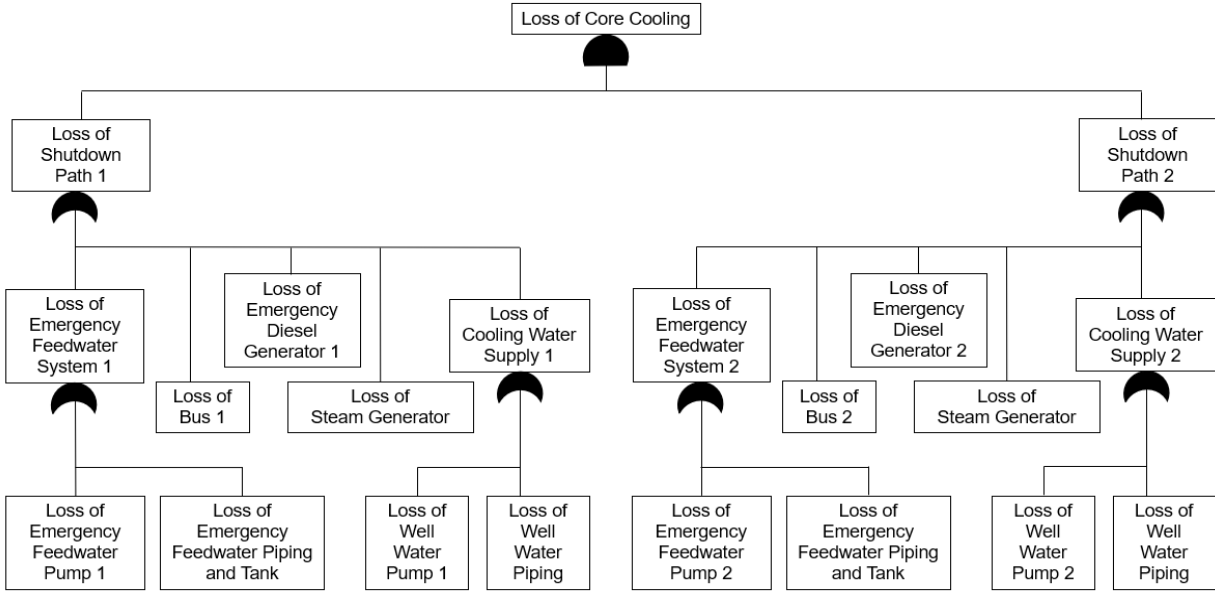 Loss of Core Cooling
Loss of
Shutdown
Path 1
Loss of
Shutdown
Path 2
Loss of
Emergency
Feedwater
System 1
Loss of
Bus 1
Loss of
Emergency
Diesel
Generator 1
Loss of
Steam Generator
Loss of
Cooling Water
Supply 1
Loss of
Emergency
Feedwater
System 2
Loss of
Bus 2
Loss of
Emergency
Diesel
Generator 2
Loss of
Steam Generator
Loss of
Cooling Water
Supply 2
Loss of
Emergency
Feedwater
Pump 1
Loss of
Emergency
Feedwater Piping
and Tank
Loss of
Well
Water
Pump 1
Loss of
Well
Water
Piping
Loss of
Emergency
Feedwater
Pump 2
Loss of
Emergency
Feedwater Piping
and Tank
Loss of
Well
Water
Pump 2
Loss of
Well
Water
Piping